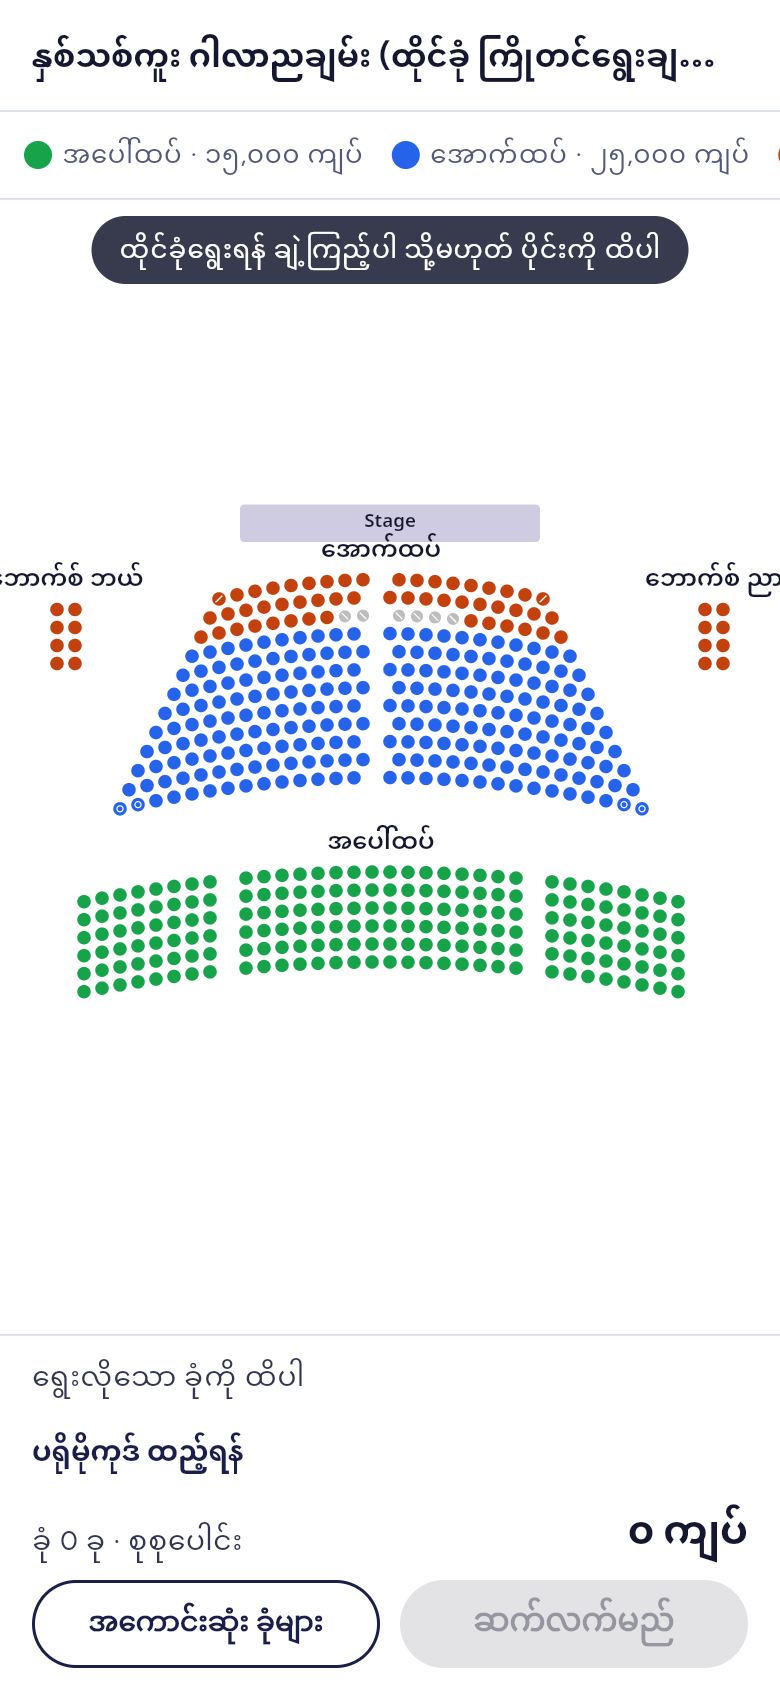 နှစ်သစ်ကူး ဂါလာညချမ်း (ထိုင်ခုံ ကြိုတင်ရွေးချ...
အပေါ်ထပ် · ၁၅,၀၀၀ ကျပ်
အောက်ထပ် · ၂၅,၀၀၀ ကျပ်
ထိုင်ခုံရွေးရန် ချဲ့ကြည့်ပါ သို့မဟုတ် ပိုင်းကို ထိပါ
Stage
အောက်ထပ်
ဘောက်စ် ဘယ်
ဘောက်စ် ညာ
အပေါ်ထပ်
ရွေးလိုသော ခုံကို ထိပါ
ပရိုမိုကုဒ် ထည့်ရန်
ခုံ 0 ခု · စုစုပေါင်း
၀ ကျပ်
အကောင်းဆုံး ခုံများ
ဆက်လက်မည်